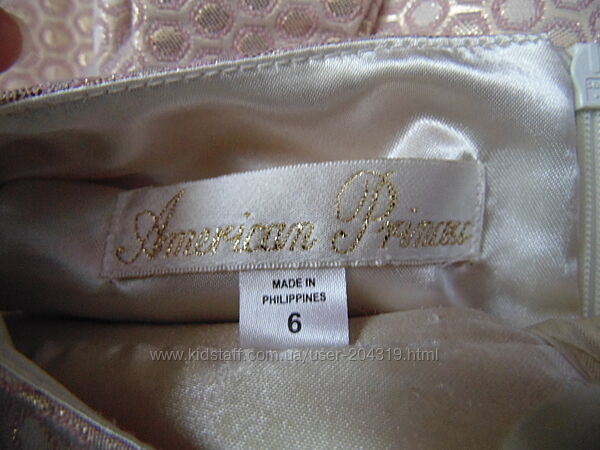 American Princess
MADE IN
PHILIPPINES
6
www.kidstaff.com.ua/user-204319.html